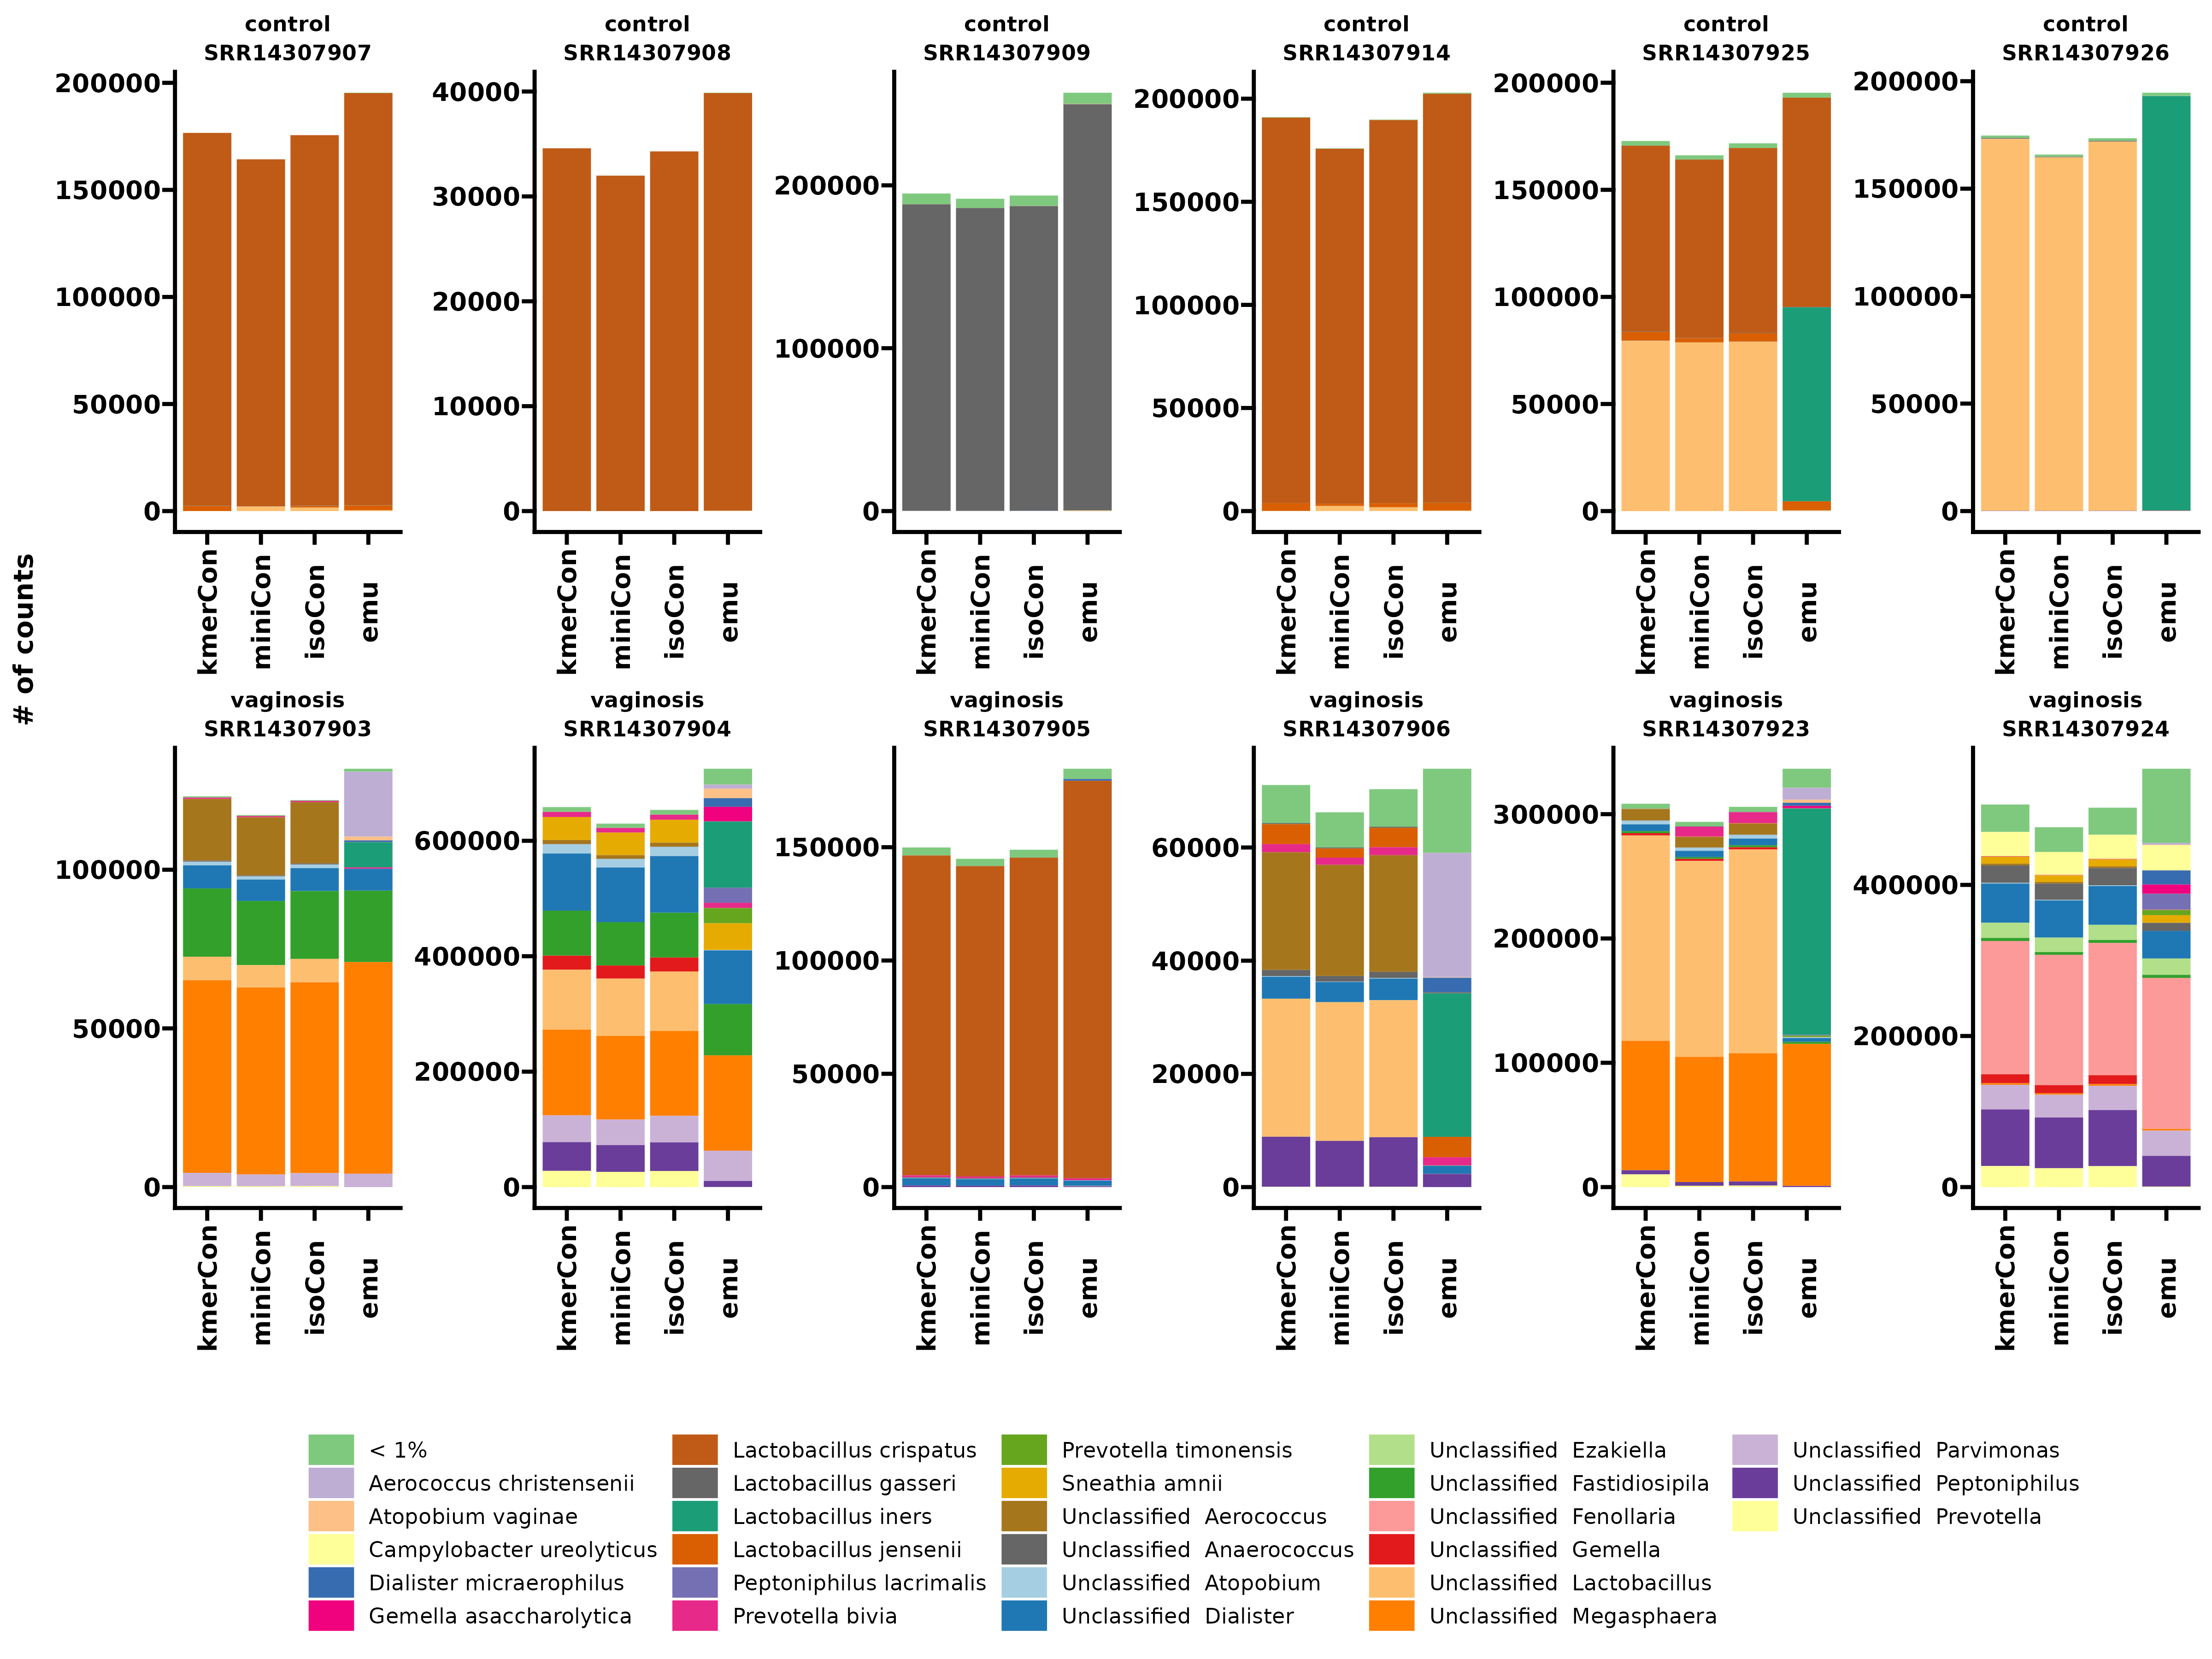 control control control control control control
SRR14307907 SRR14307908 SRR14307909 SRR14307914 SRR14307925 SRR14307926
200000
150000
100000
50000
0
40000
30000
20000
10000
0
200000
100000
0
200000
150000
100000
50000
0
200000
150000
100000
50000
0
200000
150000
100000
50000
0
kmerCon miniCon isoCon emu kmerCon miniCon isoCon emu kmerCon miniCon isoCon emu kmerCon miniCon isoCon emu kmerCon miniCon isoCon emu kmerCon miniCon isoCon emu
# of counts
vaginosis vaginosis vaginosis vaginosis vaginosis vaginosis
SRR14307903 SRR14307904 SRR14307905 SRR14307906 SRR14307923 SRR14307924
100000
50000
0
600000
400000
200000
0
150000
100000
50000
0
60000
40000
20000
0
300000
200000
100000
0
400000
200000
0
kmerCon miniCon isoCon emu kmerCon miniCon isoCon emu kmerCon miniCon isoCon emu kmerCon miniCon isoCon emu kmerCon miniCon isoCon emu kmerCon miniCon isoCon emu
< 1%
Aerococcus christensenii
Atopobium vaginae
Campylobacter ureolyticus
Dialister micraerophilus
Gemella asaccharolytica
Lactobacillus crispatus
Lactobacillus gasseri
Lactobacillus iners
Lactobacillus jensenii
Peptoniphilus lacrimalis
Prevotella bivia
Prevotella timonensis
Sneathia amnii
Unclassified Aerococcus
Unclassified Anaerococcus
Unclassified Atopobium
Unclassified Dialister
Unclassified Ezakiella
Unclassified Fastidiosipila
Unclassified Fenollaria
Unclassified Gemella
Unclassified Lactobacillus
Unclassified Megasphaera
Unclassified Parvimonas
Unclassified Peptoniphilus
Unclassified Prevotella